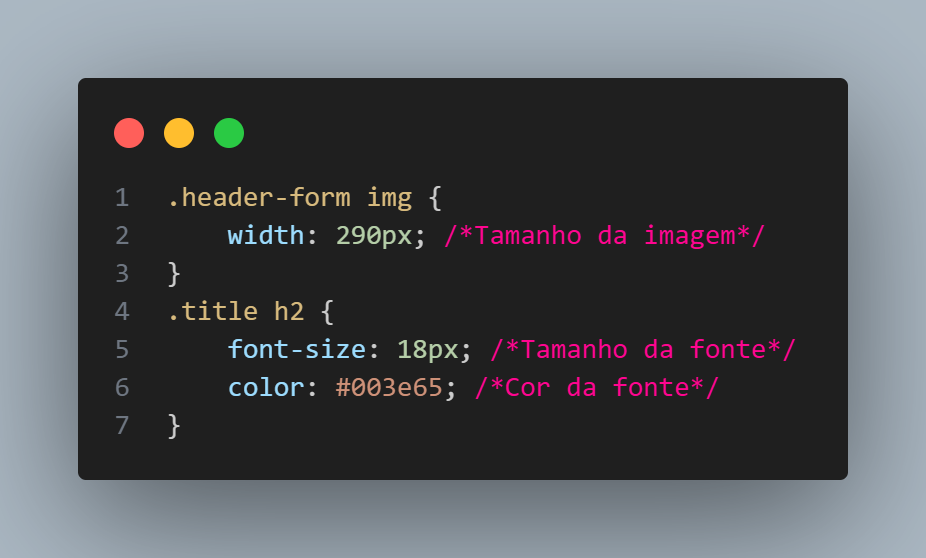 1 .header-form img {
2 width: 290px; /*Tamanho da imagem*/
3 }
4 .title h2 {
5 font-size: 18px; /*Tamanho da fonte*/
6 color: #003e65; /*Cor da fonte*/
7 }